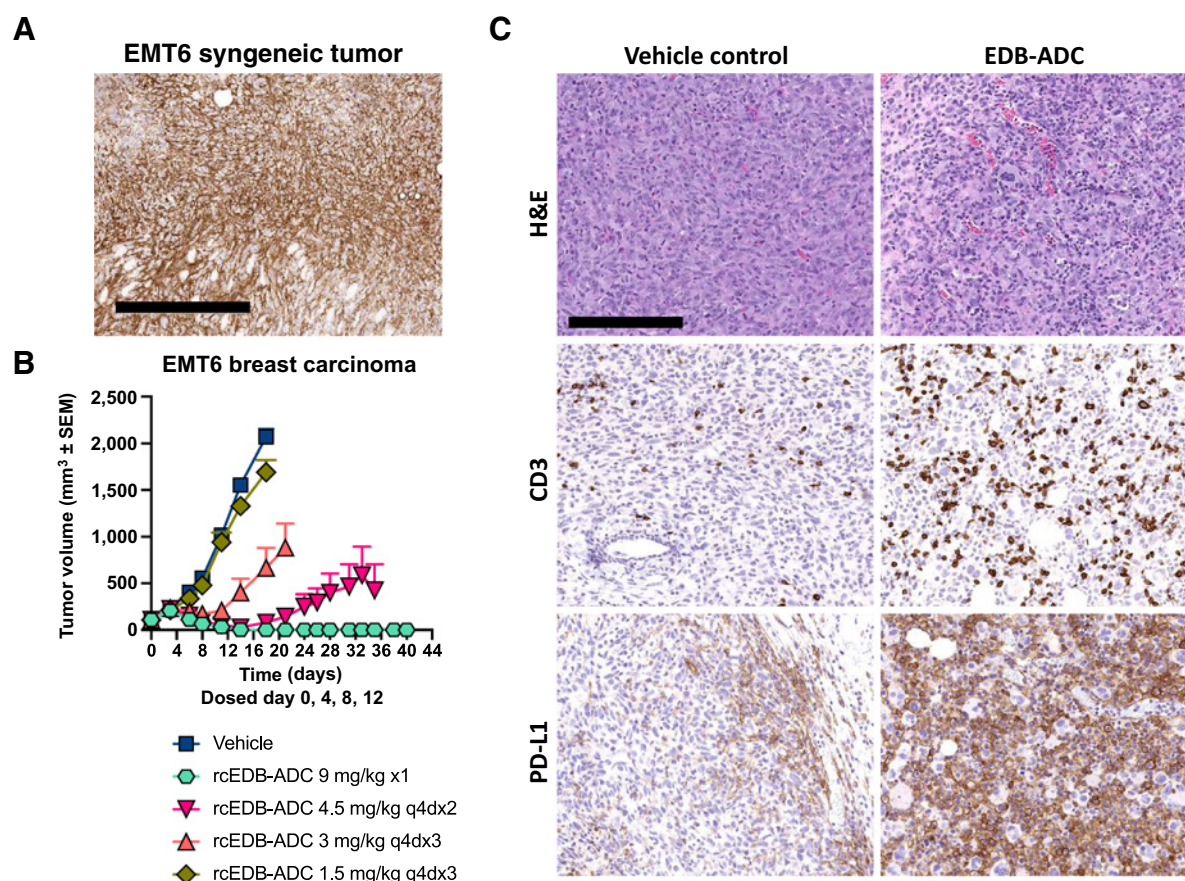 A
EMT6 syngeneic tumor
B
EMT6 breast carcinoma
Tumor volume (mm³ ± SEM)
2,500
2,000
1,500
1,000
500
0
0 4 8 12 16 20 24 28 32 36 40 44
Time (days)
Dosed day 0, 4, 8, 12
Vehicle
rcEDB-ADC 9 mg/kg x1
rcEDB-ADC 4.5 mg/kg q4dx2
rcEDB-ADC 3 mg/kg q4dx3
rcEDB-ADC 1.5 mg/kg q4dx3
C
Vehicle control
EDB-ADC
H&E
CD3
PD-L1